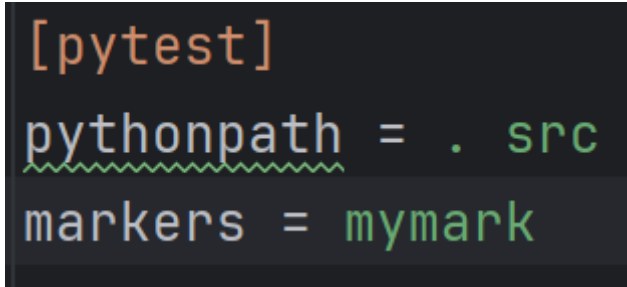 [pytest]
pythonpath = . src
markers = mymark